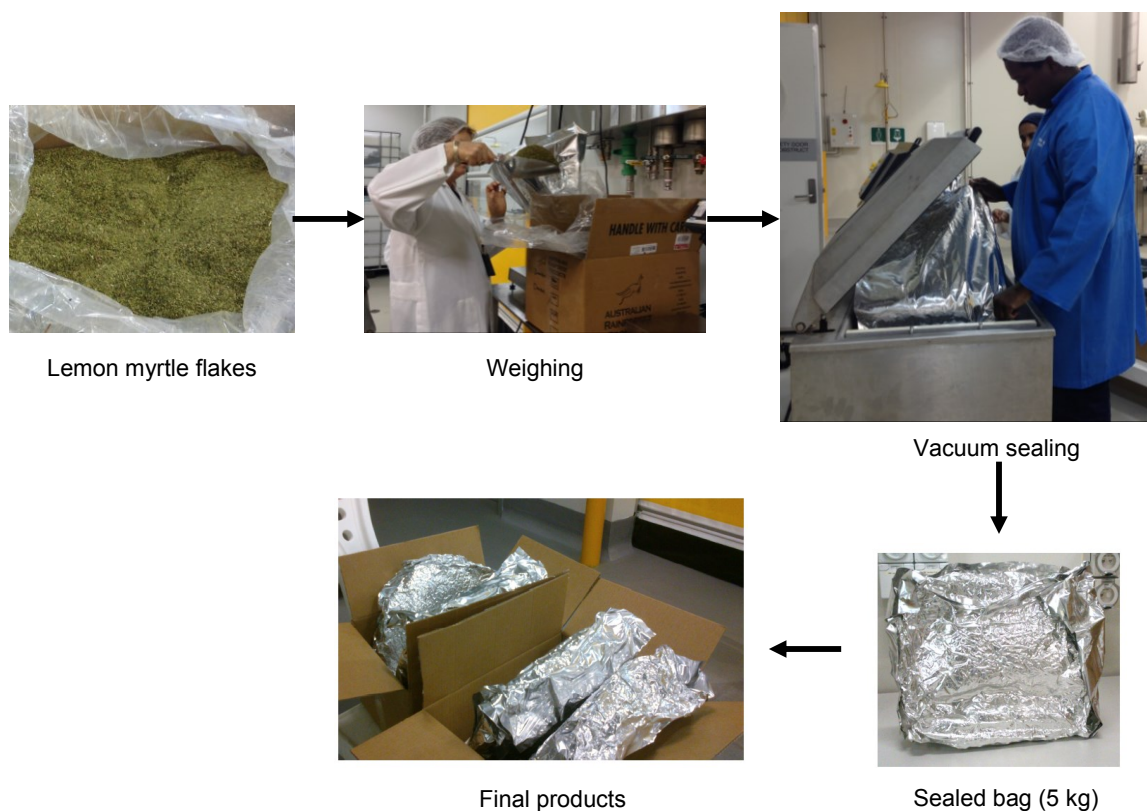 Lemon myrtle flakes
HANDLE WITH CARE
AUSTRALIAN
Weighing
Vacuum sealing
Sealed bag (5 kg)
Final products